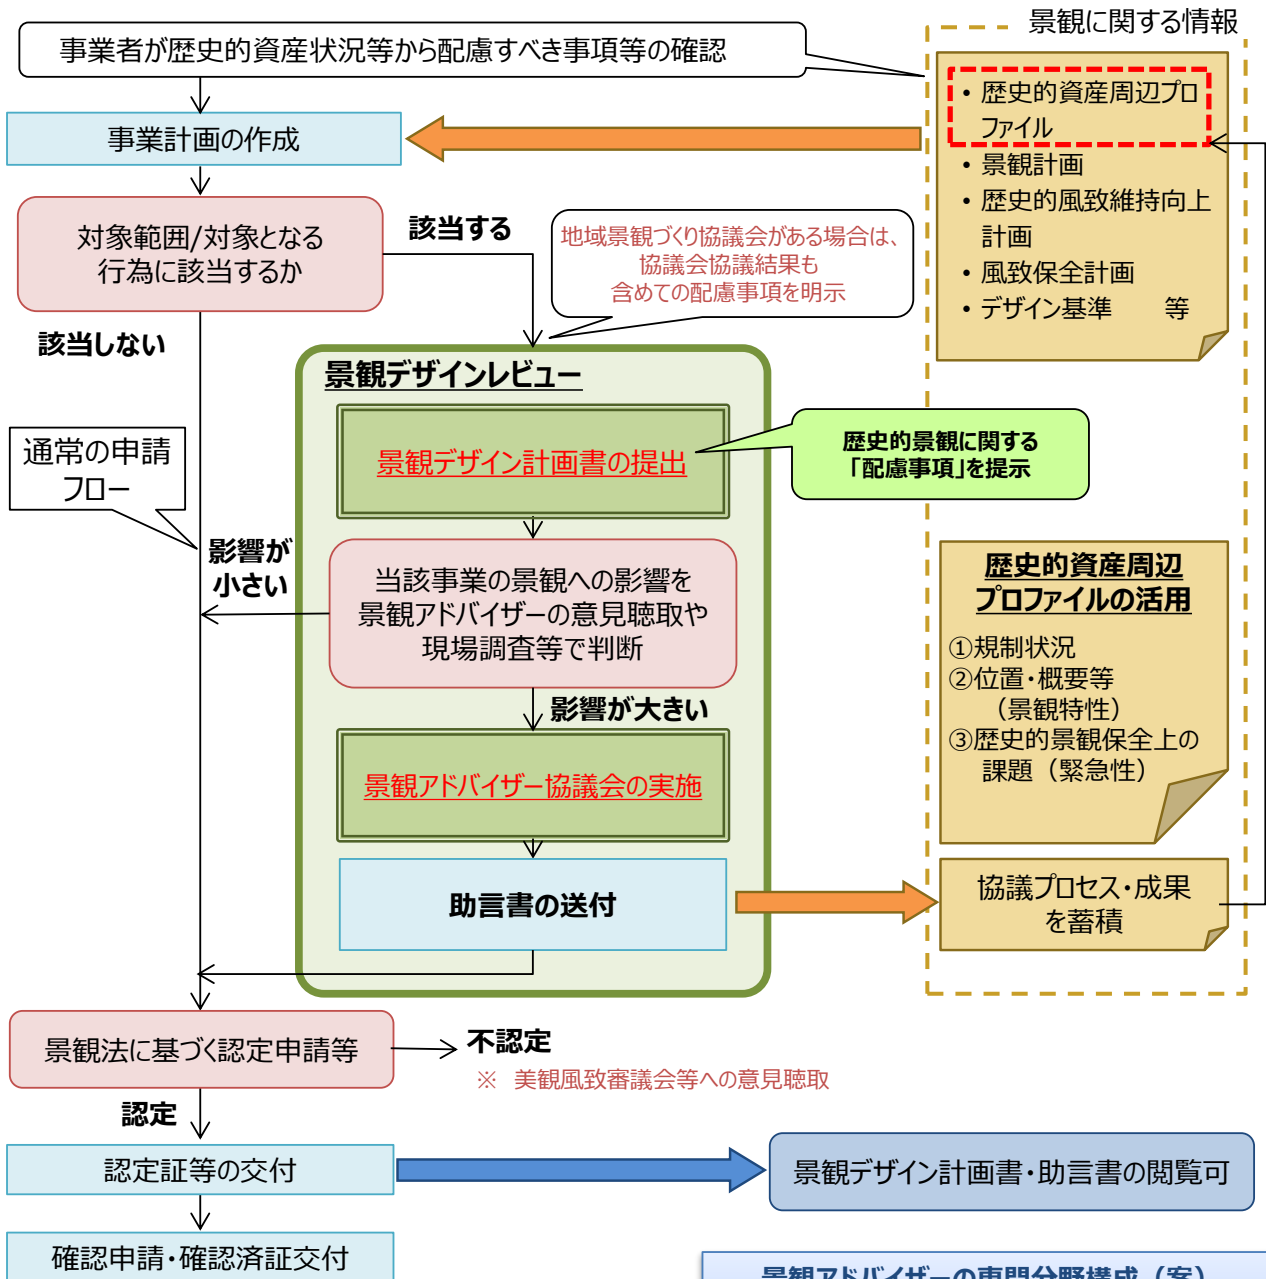 景観に関する情報
事業者が歴史的資産状況等から配慮すべき事項等の確認
・歴史的資産周辺プロ
ファイル
・景観計画
・歴史的風致維持向上
計画
・風致保全計画
・デザイン基準　等
事業計画の作成
対象範囲/対象となる
行為に該当するか
該当する
地域景観づくり協議会がある場合は、
協議会協議結果も
含めての配慮事項を明示
該当しない
景観デザインレビュー
通常の申請
フロー
景観デザイン計画書の提出
歴史的景観に関する
「配慮事項」を提示
影響が
小さい
当該事業の景観への影響を
景観アドバイザーの意見聴取や
現場調査等で判断
歴史的資産周辺
プロファイルの活用
①規制状況
②位置・概要等
（景観特性）
③歴史的景観保全上の
課題（緊急性）
影響が大きい
景観アドバイザー協議会の実施
助言書の送付
協議プロセス・成果
を蓄積
景観法に基づく認定申請等
不認定
※　美観風致審議会等への意見聴取
認定
認定証等の交付
景観デザイン計画書・助言書の閲覧可
確認申請・確認済証交付
景観アドバイザーの専門分野構成（案）